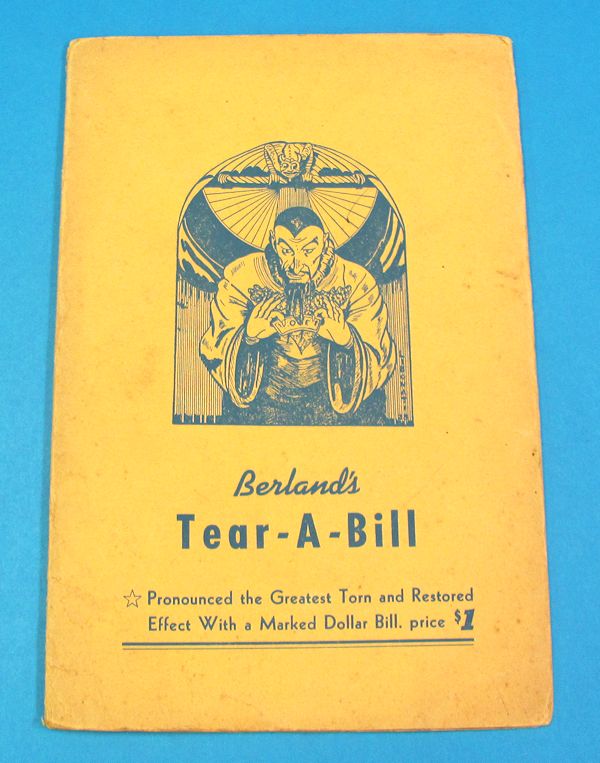 Berland's
Tear-A-Bill
☆ Pronounced the Greatest Torn and Restored
Effect With a Marked Dollar Bill. price $1